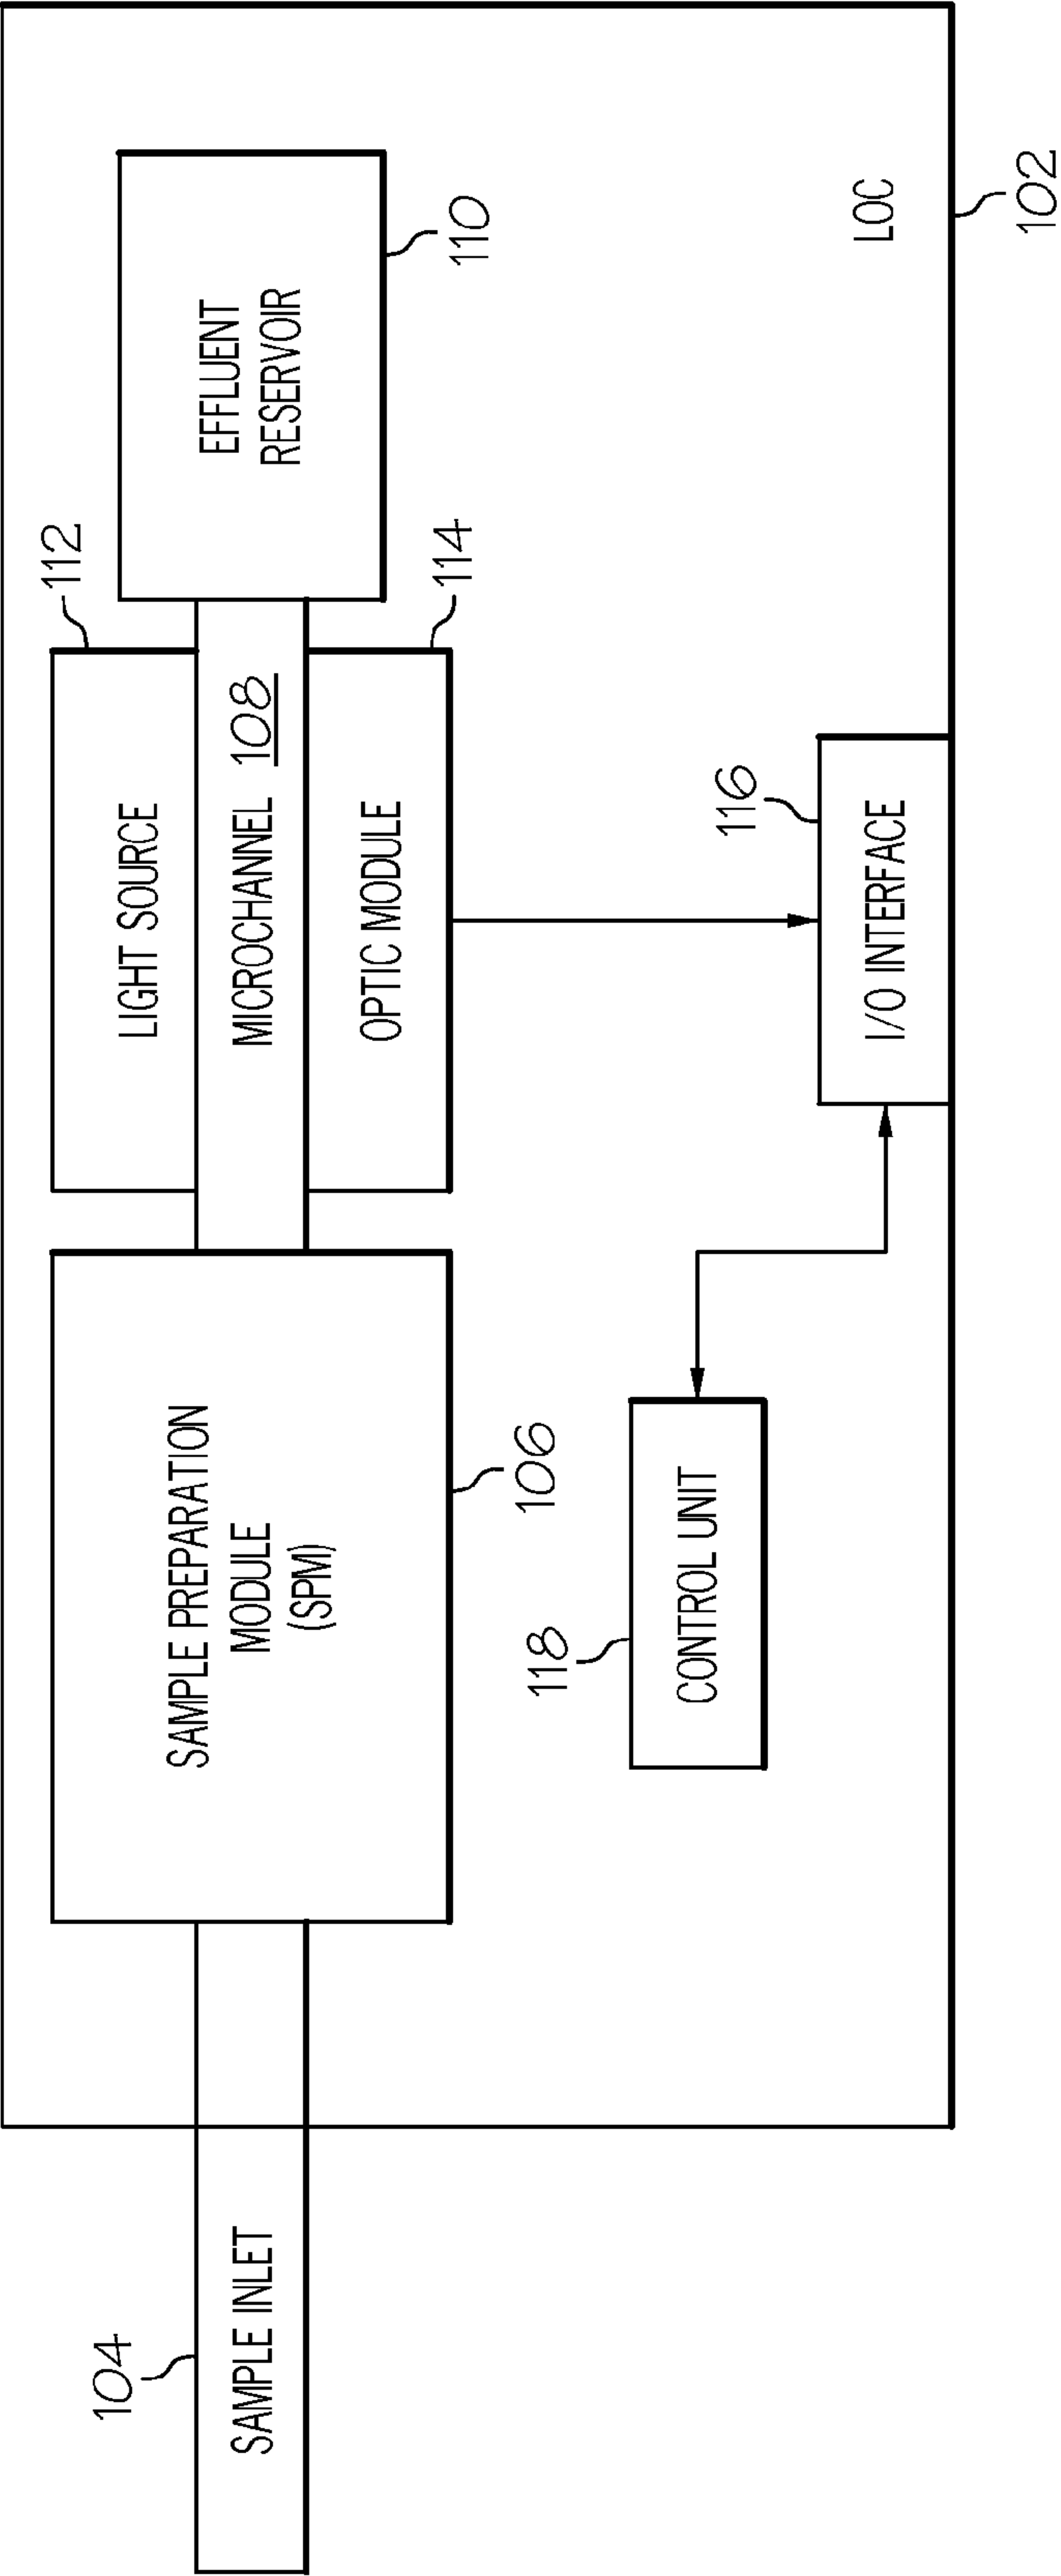 112
LIGHT SOURCE
104
SAMPLE INLET
SAMPLE PREPARATION
MODULE
(SPM)
106
MICROCHANNEL 108
OPTIC MODULE
114
EFFLUENT
RESERVOIR
110
118
CONTROL UNIT
116
I/O INTERFACE
LOC
102